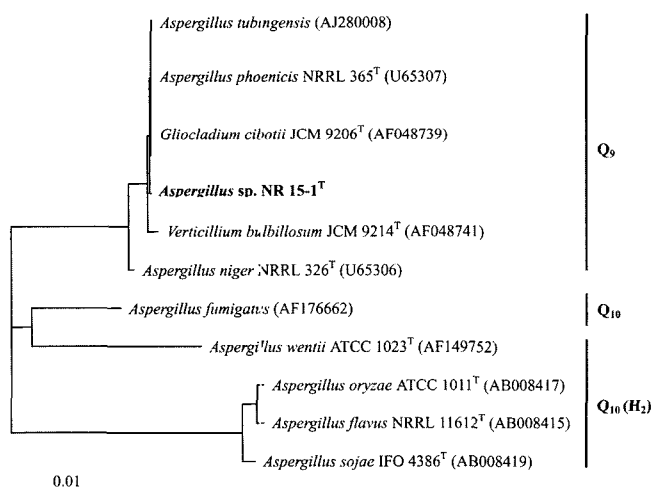 Aspergillus tubingensis (AJ280008)
Aspergillus phoenicis NRRL 365T (U65307)
Gliocladium cibotii JCM 9206T (AF048739)
Q9
Aspergillus sp. NR 15-1T
Verticillium bulbillosum JCM 9214T (AF048741)
Aspergillus niger NRRL 326T (U65306)
Aspergillus fumigatus (AF176662)
Q10
Aspergillus wentii ATCC 1023T (AF149752)
Aspergillus oryzae ATCC 1011T (AB008417)
Q10 (H2)
Aspergillus flavus NRRL 11612T (AB008415)
Aspergillus sojae IFO 4386T (AB008419)
0.01